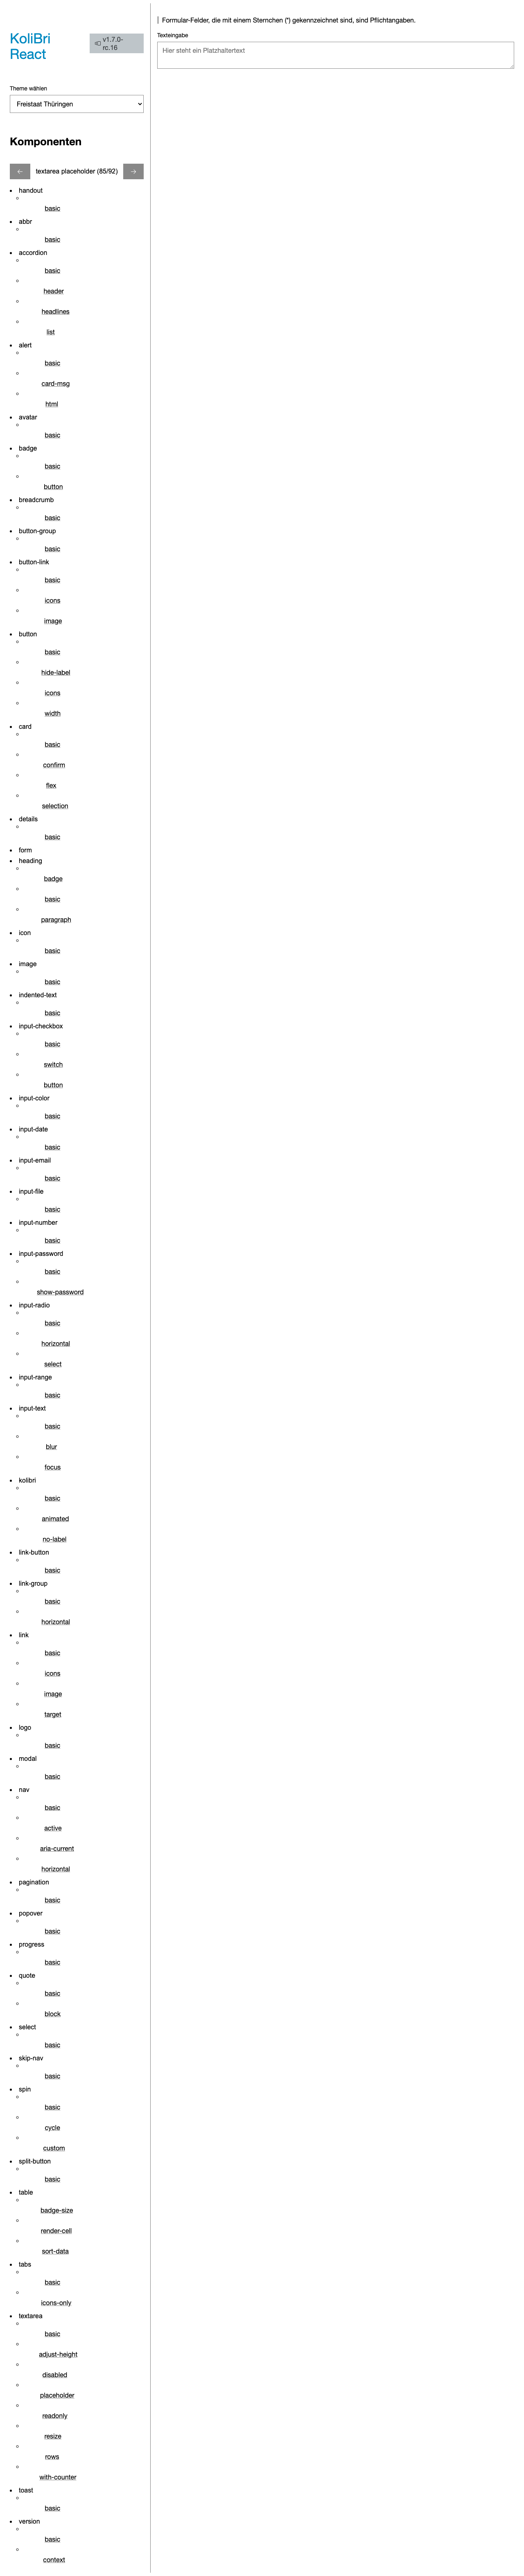 KoliBri
React
v1.7.0-
rc.16
Theme wählen
Freistaat Thüringen
Komponenten
← textarea placeholder (85/92) →
handout
basic
abbr
basic
accordion
basic
header
headlines
list
alert
basic
card-msg
html
avatar
basic
badge
basic
button
breadcrumb
basic
button-group
basic
button-link
basic
icons
image
button
basic
hide-label
icons
width
card
basic
confirm
flex
selection
details
basic
form
heading
badge
basic
paragraph
icon
basic
image
basic
indented-text
basic
input-checkbox
basic
switch
button
input-color
basic
input-date
basic
input-email
basic
input-file
basic
input-number
basic
input-password
basic
show-password
input-radio
basic
horizontal
select
input-range
basic
input-text
basic
blur
focus
kolibri
basic
animated
no-label
link-button
basic
link-group
basic
horizontal
link
basic
icons
image
target
logo
basic
modal
basic
nav
basic
active
aria-current
horizontal
pagination
basic
popover
basic
progress
basic
quote
basic
block
select
basic
skip-nav
basic
spin
basic
cycle
custom
split-button
basic
table
badge-size
render-cell
sort-data
tabs
basic
icons-only
textarea
basic
adjust-height
disabled
placeholder
readonly
resize
rows
with-counter
toast
basic
version
basic
context
Formular-Felder, die mit einem Sternchen (*) gekennzeichnet sind, sind Pflichtangaben.
Texteingabe
Hier steht ein Platzhaltertext